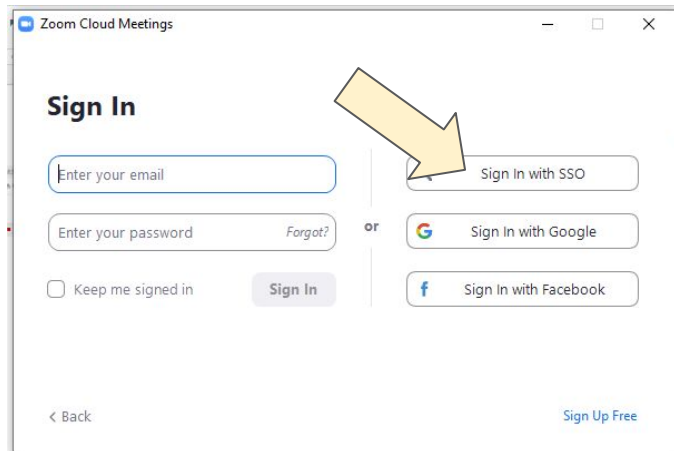 Zoom Cloud Meetings
Sign In
Enter your email
Enter your password Forgot?
Keep me signed in Sign In
or
Sign In with SSO
Sign In with Google
Sign In with Facebook
< Back
Sign Up Free